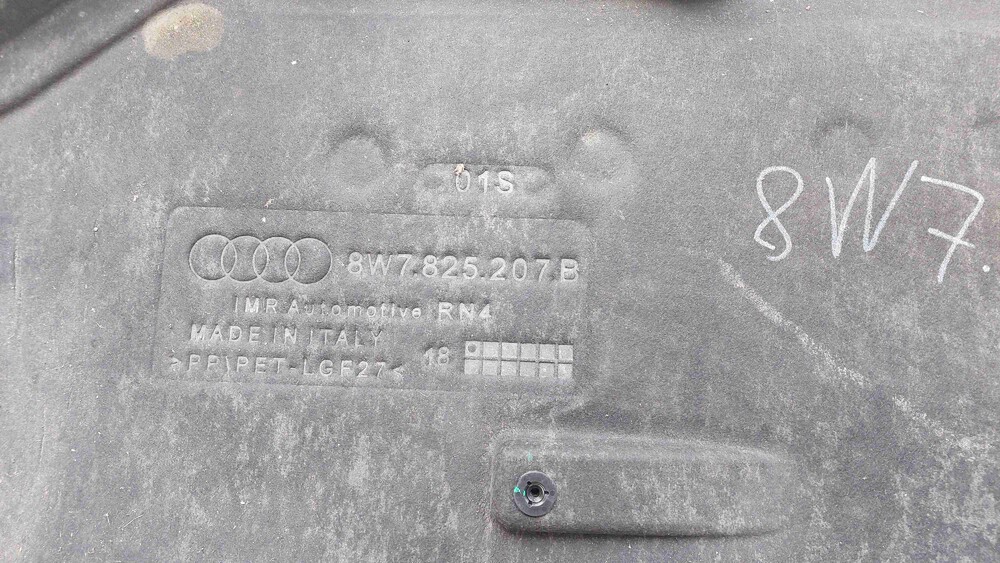 01S
8W7.825.207.B
IMR Automotive RN4
MADE IN ITALY
>PP\PET-LGF27<
18
8W7.